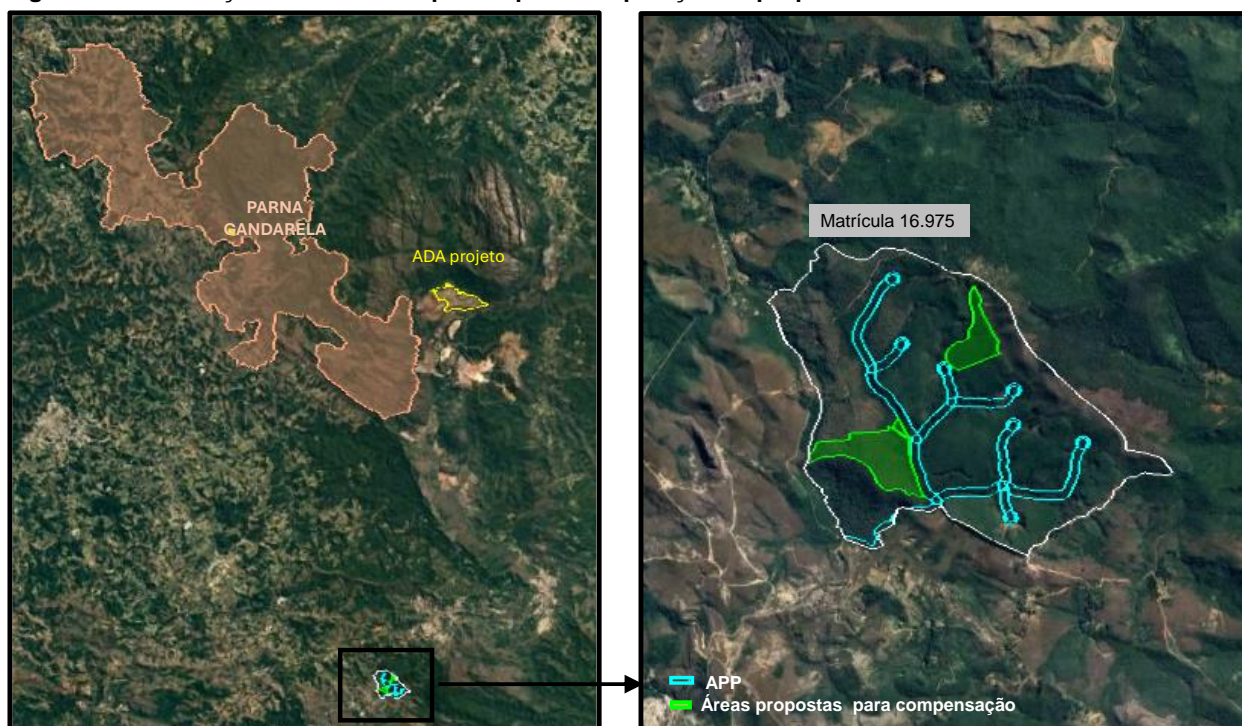 PARNA
GANDARELA
ADA projeto
Matrícula 16.975
APP
Áreas propostas para compensação